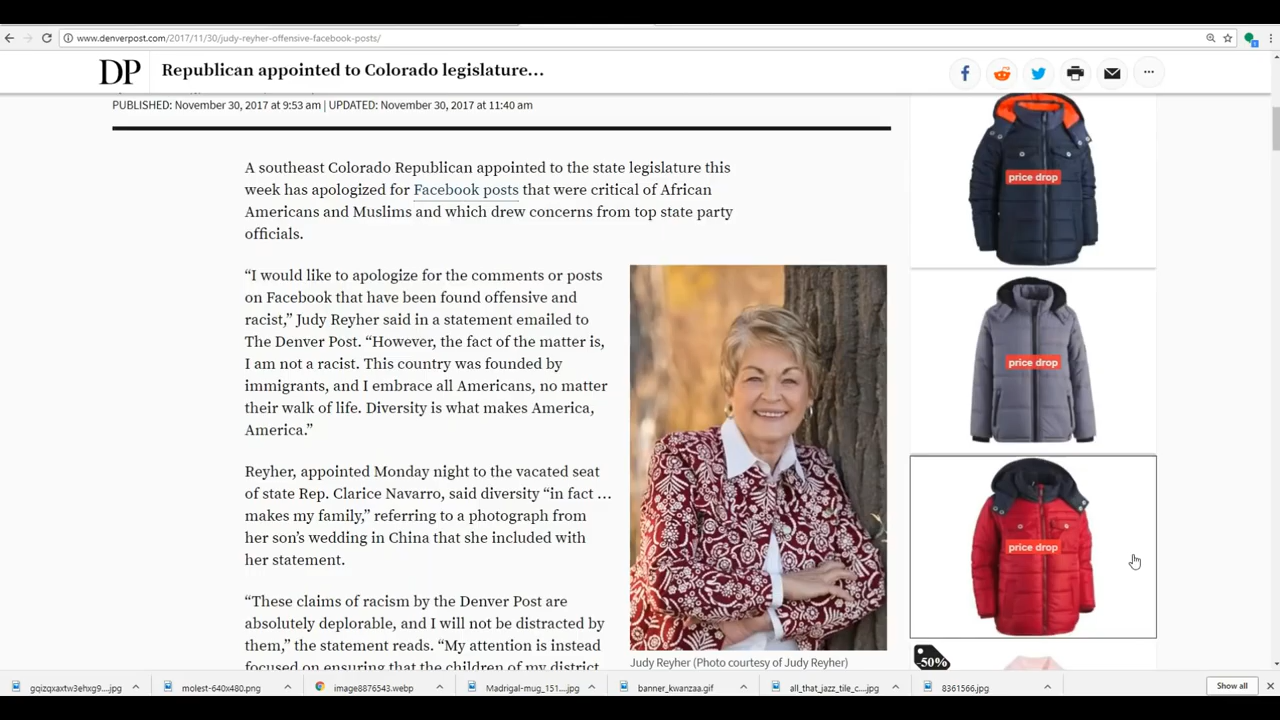 www.denverpost.com/2017/11/30/judy-reyher-offensive-facebook-posts/
DP
Republican appointed to Colorado legislature...
PUBLISHED: November 30, 2017 at 9:53 am | UPDATED: November 30, 2017 at 11:40 am
A southeast Colorado Republican appointed to the state legislature this
week has apologized for Facebook posts that were critical of African
Americans and Muslims and which drew concerns from top state party
officials.
“I would like to apologize for the comments or posts
on Facebook that have been found offensive and
racist,” Judy Reyher said in a statement emailed to
The Denver Post. “However, the fact of the matter is,
I am not a racist. This country was founded by
immigrants, and I embrace all Americans, no matter
their walk of life. Diversity is what makes America,
America.”
Reyher, appointed Monday night to the vacated seat
of state Rep. Clarice Navarro, said diversity “in fact …
makes my family,” referring to a photograph from
her son’s wedding in China that she included with
her statement.
“These claims of racism by the Denver Post are
absolutely deplorable, and I will not be distracted by
them,” the statement reads. “My attention is instead
focused on ensuring that the children of my district
Judy Reyher (Photo courtesy of Judy Reyher)
price drop
price drop
price drop
-50%
gqizqxaxtw3ehxg9....jpg
molest-640x480.png
image8876543.webp
Madrigal-mug_151....jpg
banner_kwanzaa.gif
all_that_jazz_tile_c....jpg
8361566.jpg
Show all